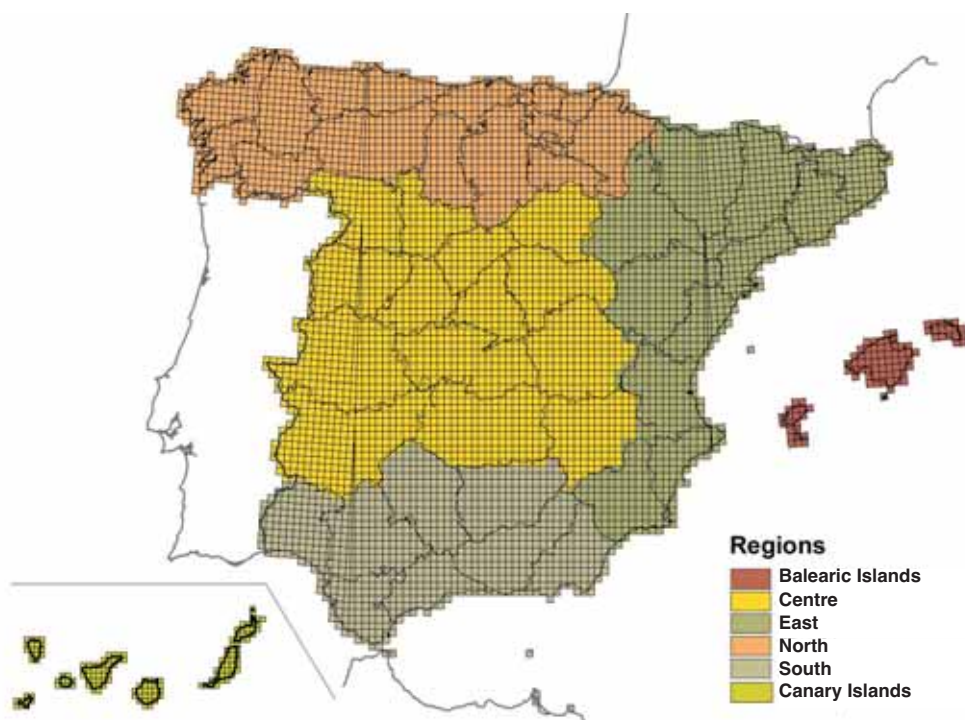 Regions
Balearic Islands
Centre
East
North
South
Canary Islands